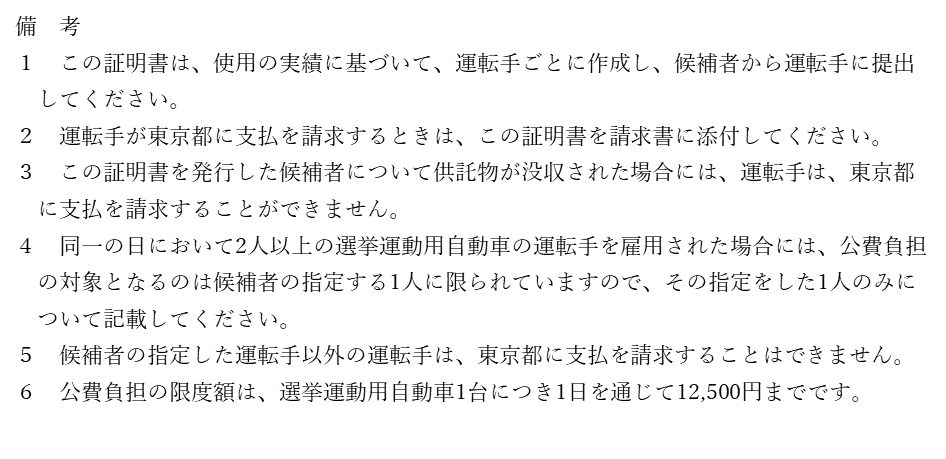 備　考
１　この証明書は、使用の実績に基づいて、運転手ごとに作成し、候補者から運転手に提出
してください。
２　運転手が東京都に支払を請求するときは、この証明書を請求書に添付してください。
３　この証明書を発行した候補者について供託物が没収された場合には、運転手は、東京都
に支払を請求することができません。
４　同一の日において2人以上の選挙運動用自動車の運転手を雇用された場合には、公費負担
の対象となるのは候補者の指定する1人に限られていますので、その指定をした1人のみに
ついて記載してください。
５　候補者の指定した運転手以外の運転手は、東京都に支払を請求することはできません。
６　公費負担の限度額は、選挙運動用自動車1台につき1日を通じて12,500円までです。